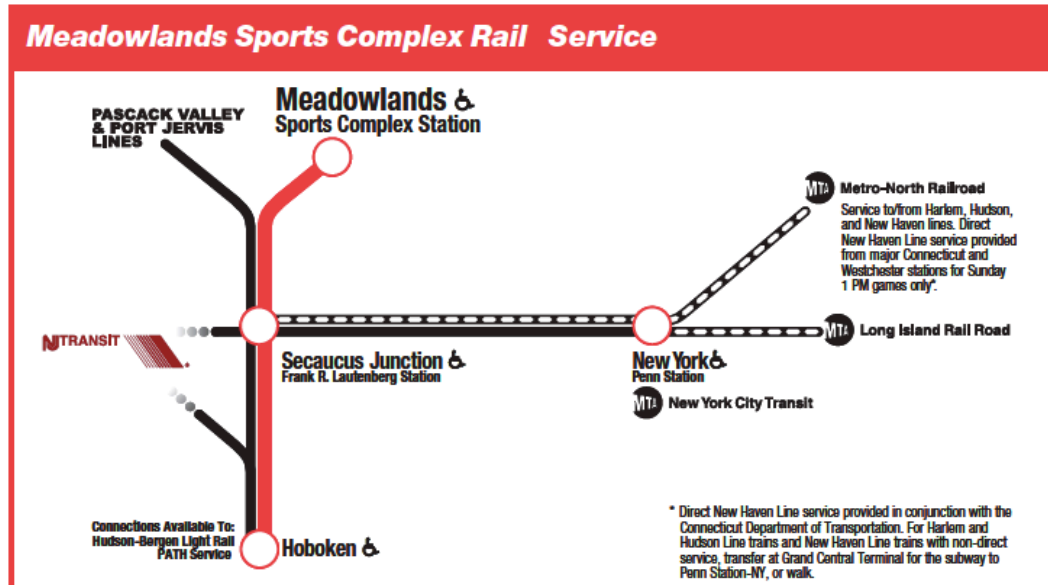 Meadowlands Sports Complex Rail Service
PASCACK VALLEY
& PORT JERVIS
LINES
Meadowlands
Sports Complex Station
MTA Metro-North Railroad
Service to/from Harlem, Hudson,
and New Haven lines. Direct
New Haven Line service provided
from major Connecticut and
Westchester stations for Sunday
1 PM games only*.
NJ TRANSIT
Secaucus Junction
Frank R. Lautenberg Station
New York
Penn Station
MTA Long Island Rail Road
MTA New York City Transit
Connections Available To:
Hudson-Bergen Light Rail
PATH Service
Hoboken
* Direct New Haven Line service provided in conjunction with the
Connecticut Department of Transportation. For Harlem and
Hudson Line trains and New Haven Line trains with non-direct
service, transfer at Grand Central Terminal for the subway to
Penn Station-NY, or walk.